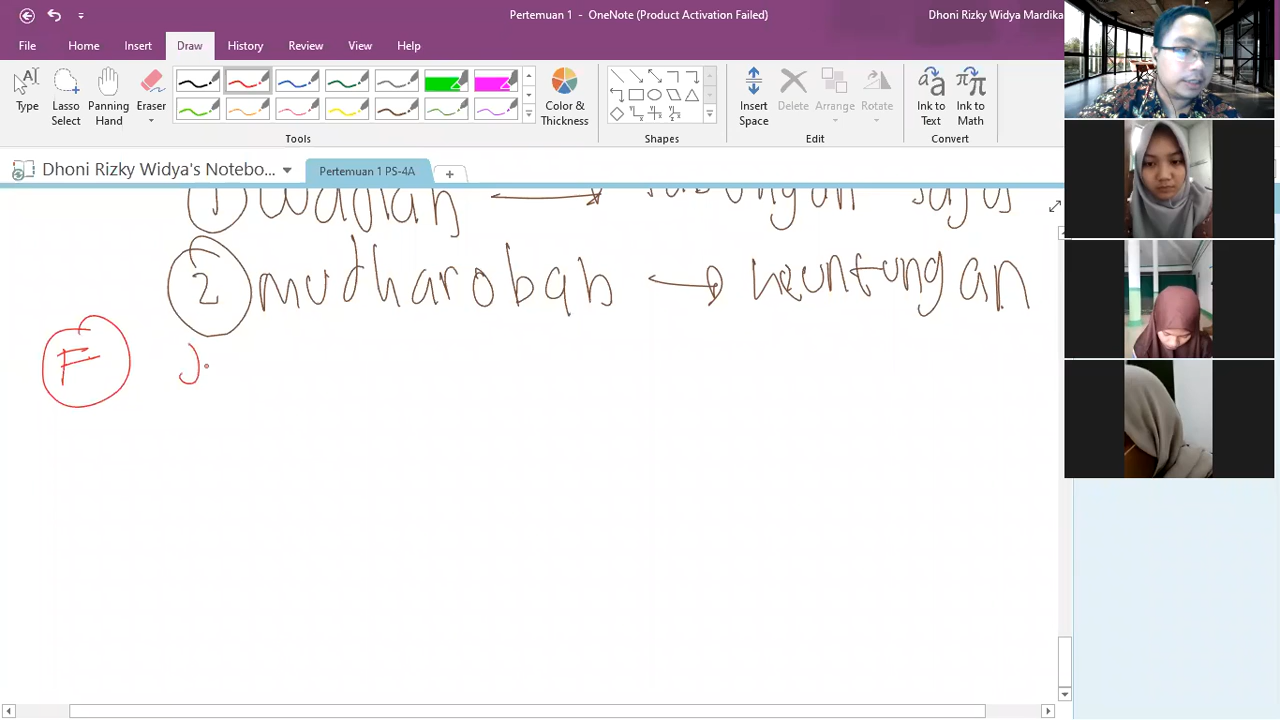 Pertemuan 1 - OneNote (Product Activation Failed)
Dhoni Rizky Widya Mardika
File Home Insert Draw History Review View Help
Type
Lasso Select
Panning Hand
Eraser
Color & Thickness
Insert Space
Delete
Arrange
Rotate
Ink to Text
Ink to Math
Tools
Shapes
Edit
Convert
Dhoni Rizky Widya's Notebo...
Pertemuan 1 PS-4A
1 wadiah tabungan saja
2 mudharobah keuntungan
F J